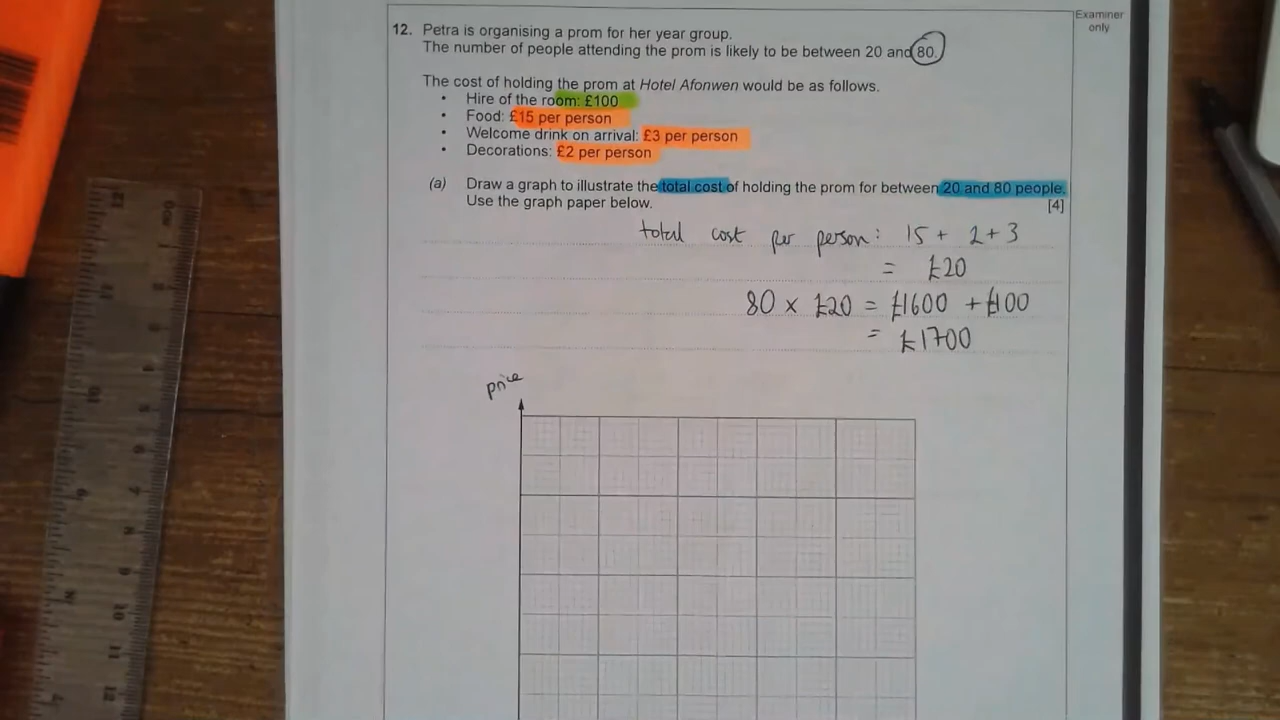 Examiner
only
12. Petra is organising a prom for her year group.
The number of people attending the prom is likely to be between 20 and 80.
The cost of holding the prom at Hotel Afonwen would be as follows.
• Hire of the room: £100
• Food: £15 per person
• Welcome drink on arrival: £3 per person
• Decorations: £2 per person
(a) Draw a graph to illustrate the total cost of holding the prom for between 20 and 80 people.
Use the graph paper below.
[4]
total cost per person: 15 + 2 + 3
= £20
80 x £20 = £1600 + £100
= £1700
price